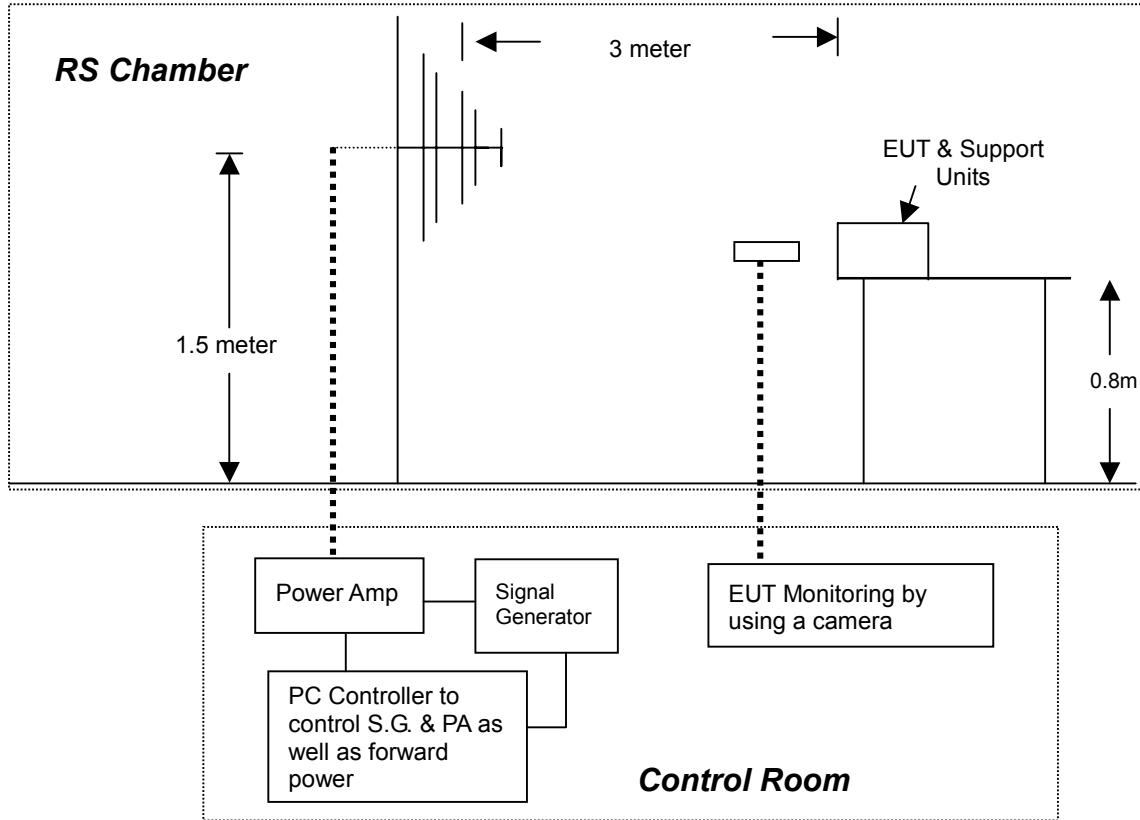 3 meter
RS Chamber
EUT & Support
Units
1.5 meter
0.8m
Power Amp
Signal
Generator
EUT Monitoring by
using a camera
PC Controller to
control S.G. & PA as
well as forward
power
Control Room